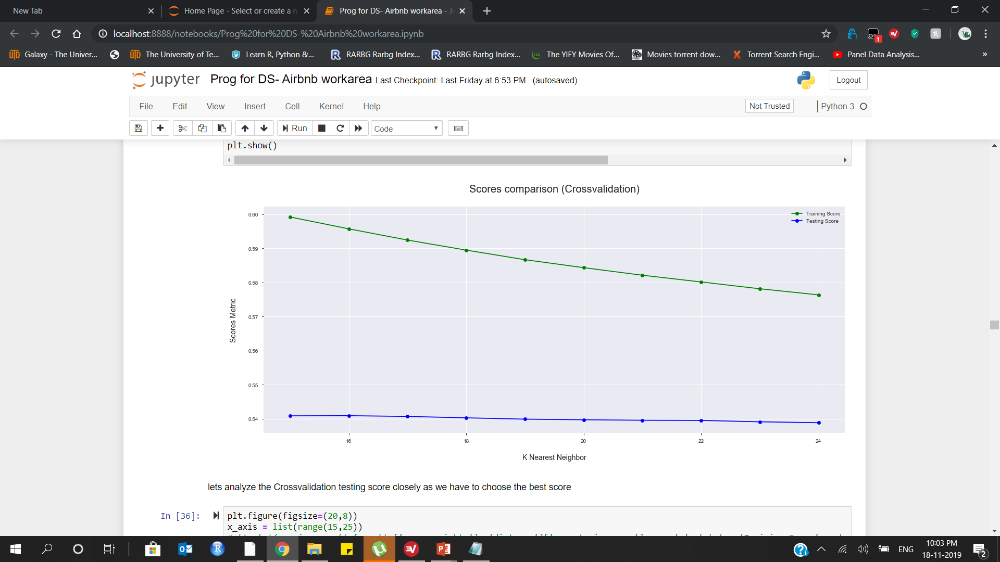 New Tab
Home Page - Select or create a n
Prog for DS- Airbnb workarea - J
localhost:8888/notebooks/Prog%20for%20DS-%20Airbnb%20workarea.ipynb
1
Galaxy - The Univer...
The University of Te...
Learn R, Python &...
RARBG Rarbg Index...
RARBG Rarbg Index...
The YIFY Movies Of...
Movies torrent dow...
Torrent Search Engi...
Panel Data Analysis...
»
jupyter Prog for DS- Airbnb workarea Last Checkpoint: Last Friday at 6:53 PM (autosaved)
Logout
File Edit View Insert Cell Kernel Help
Not Trusted
Python 3
Run
Code
plt.show()
Scores comparison (Crossvalidation)
Training Score
Testing Score
0.60
0.59
0.58
0.57
0.56
0.55
0.54
Scores Metric
16 18 20 22 24
K Nearest Neighbor
lets analyze the Crossvalidation testing score closely as we have to choose the best score
In [36]:
plt.figure(figsize=(20,8))
x_axis = list(range(15,25))
ENG
10:03 PM
18-11-2019
2